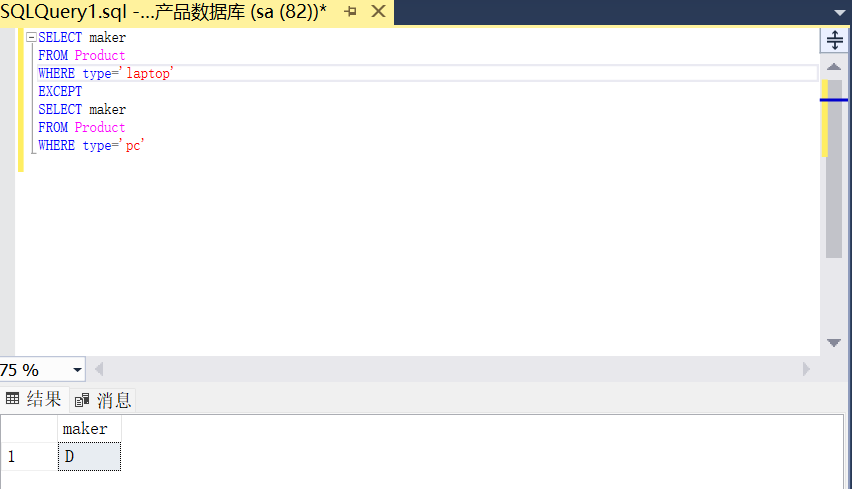 SQLQuery1.sql -...产品数据库 (sa (82))*
SELECT maker
FROM Product
WHERE type='laptop'
EXCEPT
SELECT maker
FROM Product
WHERE type='pc'
75 %
结果 消息
maker
1 D